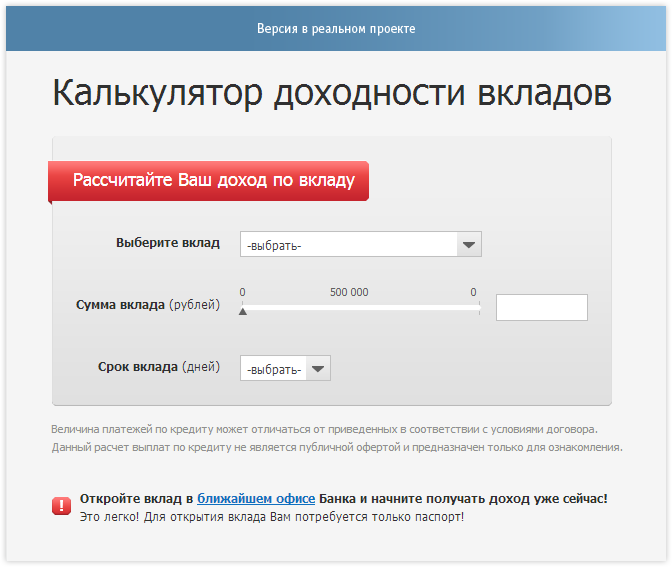 Версия в реальном проекте
Калькулятор доходности вкладов
Рассчитайте Ваш доход по вкладу
Выберите вклад -выбрать-
0 500 000 0
Сумма вклада (рублей)
Срок вклада (дней) -выбрать-
Величина платежей по кредиту может отличаться от приведенных в соответствии с условиями договора.
Данный расчет выплат по кредиту не является публичной офертой и предназначен только для ознакомления.
Откройте вклад в ближайшем офисе Банка и начните получать доход уже сейчас!
Это легко! Для открытия вклада Вам потребуется только паспорт!